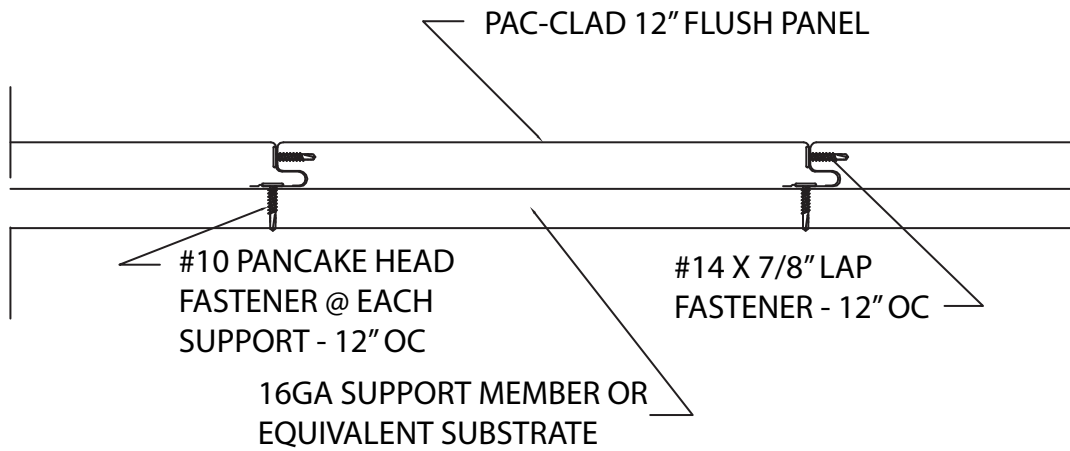 PAC-CLAD 12” FLUSH PANEL
#10 PANCAKE HEAD
FASTENER @ EACH
SUPPORT - 12” OC
#14 X 7/8” LAP
FASTENER - 12” OC
16GA SUPPORT MEMBER OR
EQUIVALENT SUBSTRATE